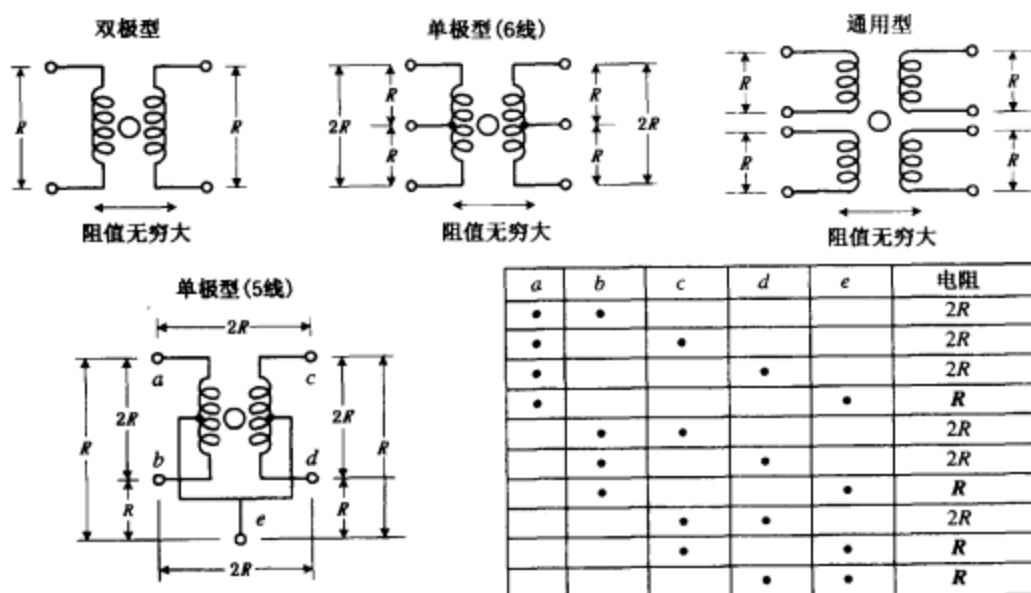 双极型
单极型(6线)
通用型
R
R
2R
R
R
R
R
2R
R
R
R
R
阻值无穷大
阻值无穷大
阻值无穷大
单极型(5线)
2R
a
c
R
2R
2R
R
b
d
R
e
R
2R
a b c d e 电阻
• • 2R
• • 2R
• • 2R
• • R
• • 2R
• • 2R
• • R
• • 2R
• • R
• • R